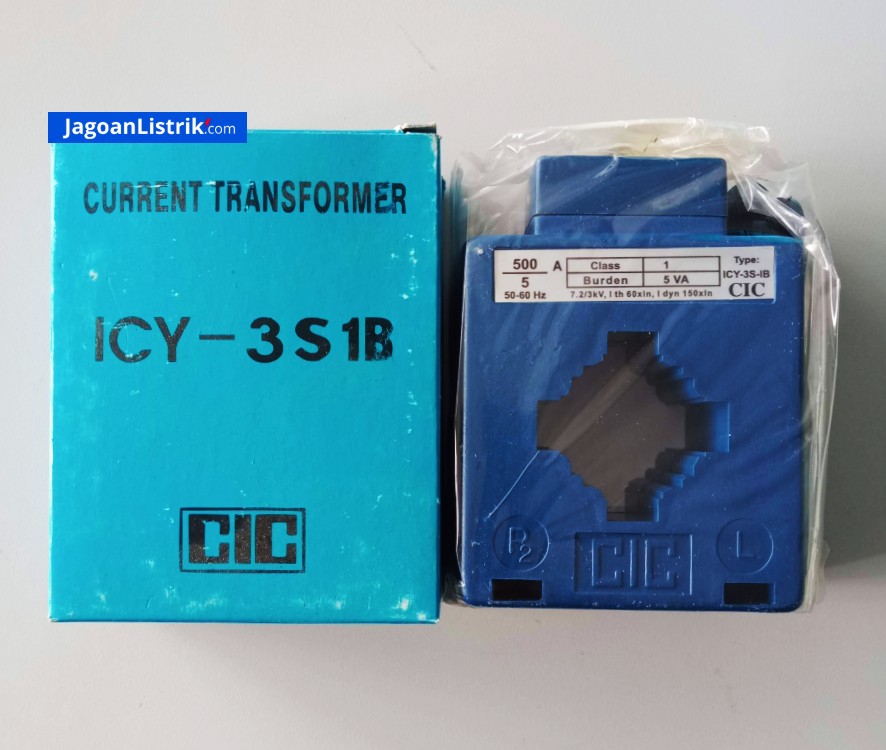 JagoanListrik.com
CURRENT TRANSFORMER
ICY-3S1B
CIC
500
5
A
50-60 Hz
Class 1
Burden 5 VA
7.2/3kV, I th 60xIn, I dyn 150xIn
Type:
ICY-3S-IB
CIC
P2
CIC
L